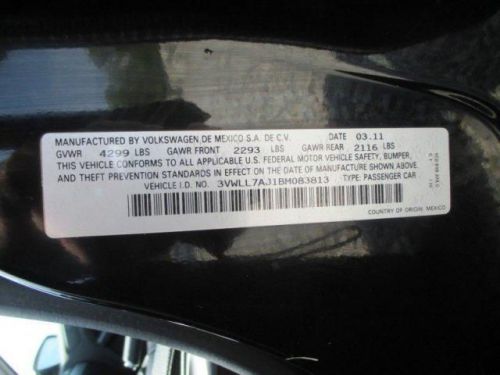 MANUFACTURED BY VOLKSWAGEN DE MEXICO S.A. DE C.V. DATE 03.11
GVWR 4299 LBS GAWR FRONT 2293 LBS GAWR REAR 2116 LBS
THIS VEHICLE CONFORMS TO ALL APPLICABLE U.S. FEDERAL MOTOR VEHICLE SAFETY, BUMPER,
AND THEFT PREVENTION STANDARDS IN EFFECT ON THE DATE OF MANUFACTURE SHOWN ABOVE.
VEHICLE I.D. NO.: 3VWLL7AJ1BM083813 TYPE: PASSENGER CAR
COUNTRY OF ORIGIN: MEXICO